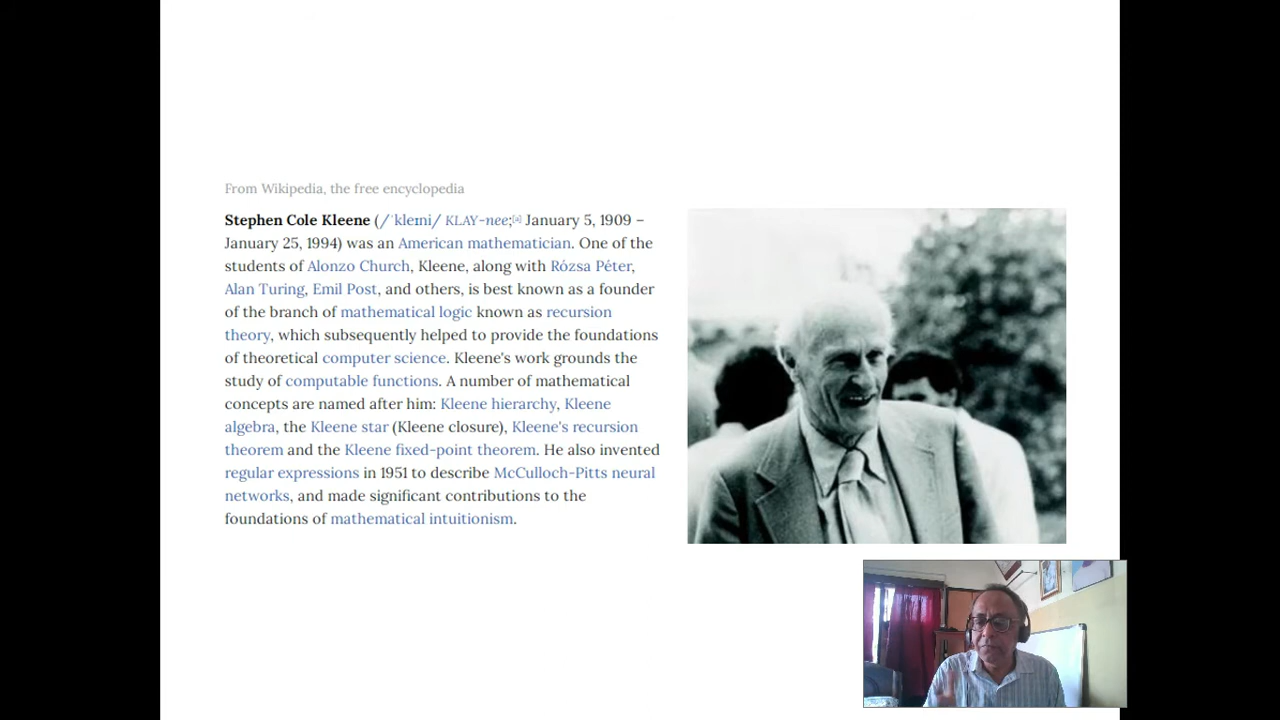 From Wikipedia, the free encyclopedia
Stephen Cole Kleene (/ˈkleɪni/ KLAY-nee;[a] January 5, 1909 –
January 25, 1994) was an American mathematician. One of the
students of Alonzo Church, Kleene, along with Rózsa Péter,
Alan Turing, Emil Post, and others, is best known as a founder
of the branch of mathematical logic known as recursion
theory, which subsequently helped to provide the foundations
of theoretical computer science. Kleene's work grounds the
study of computable functions. A number of mathematical
concepts are named after him: Kleene hierarchy, Kleene
algebra, the Kleene star (Kleene closure), Kleene's recursion
theorem and the Kleene fixed-point theorem. He also invented
regular expressions in 1951 to describe McCulloch-Pitts neural
networks, and made significant contributions to the
foundations of mathematical intuitionism.